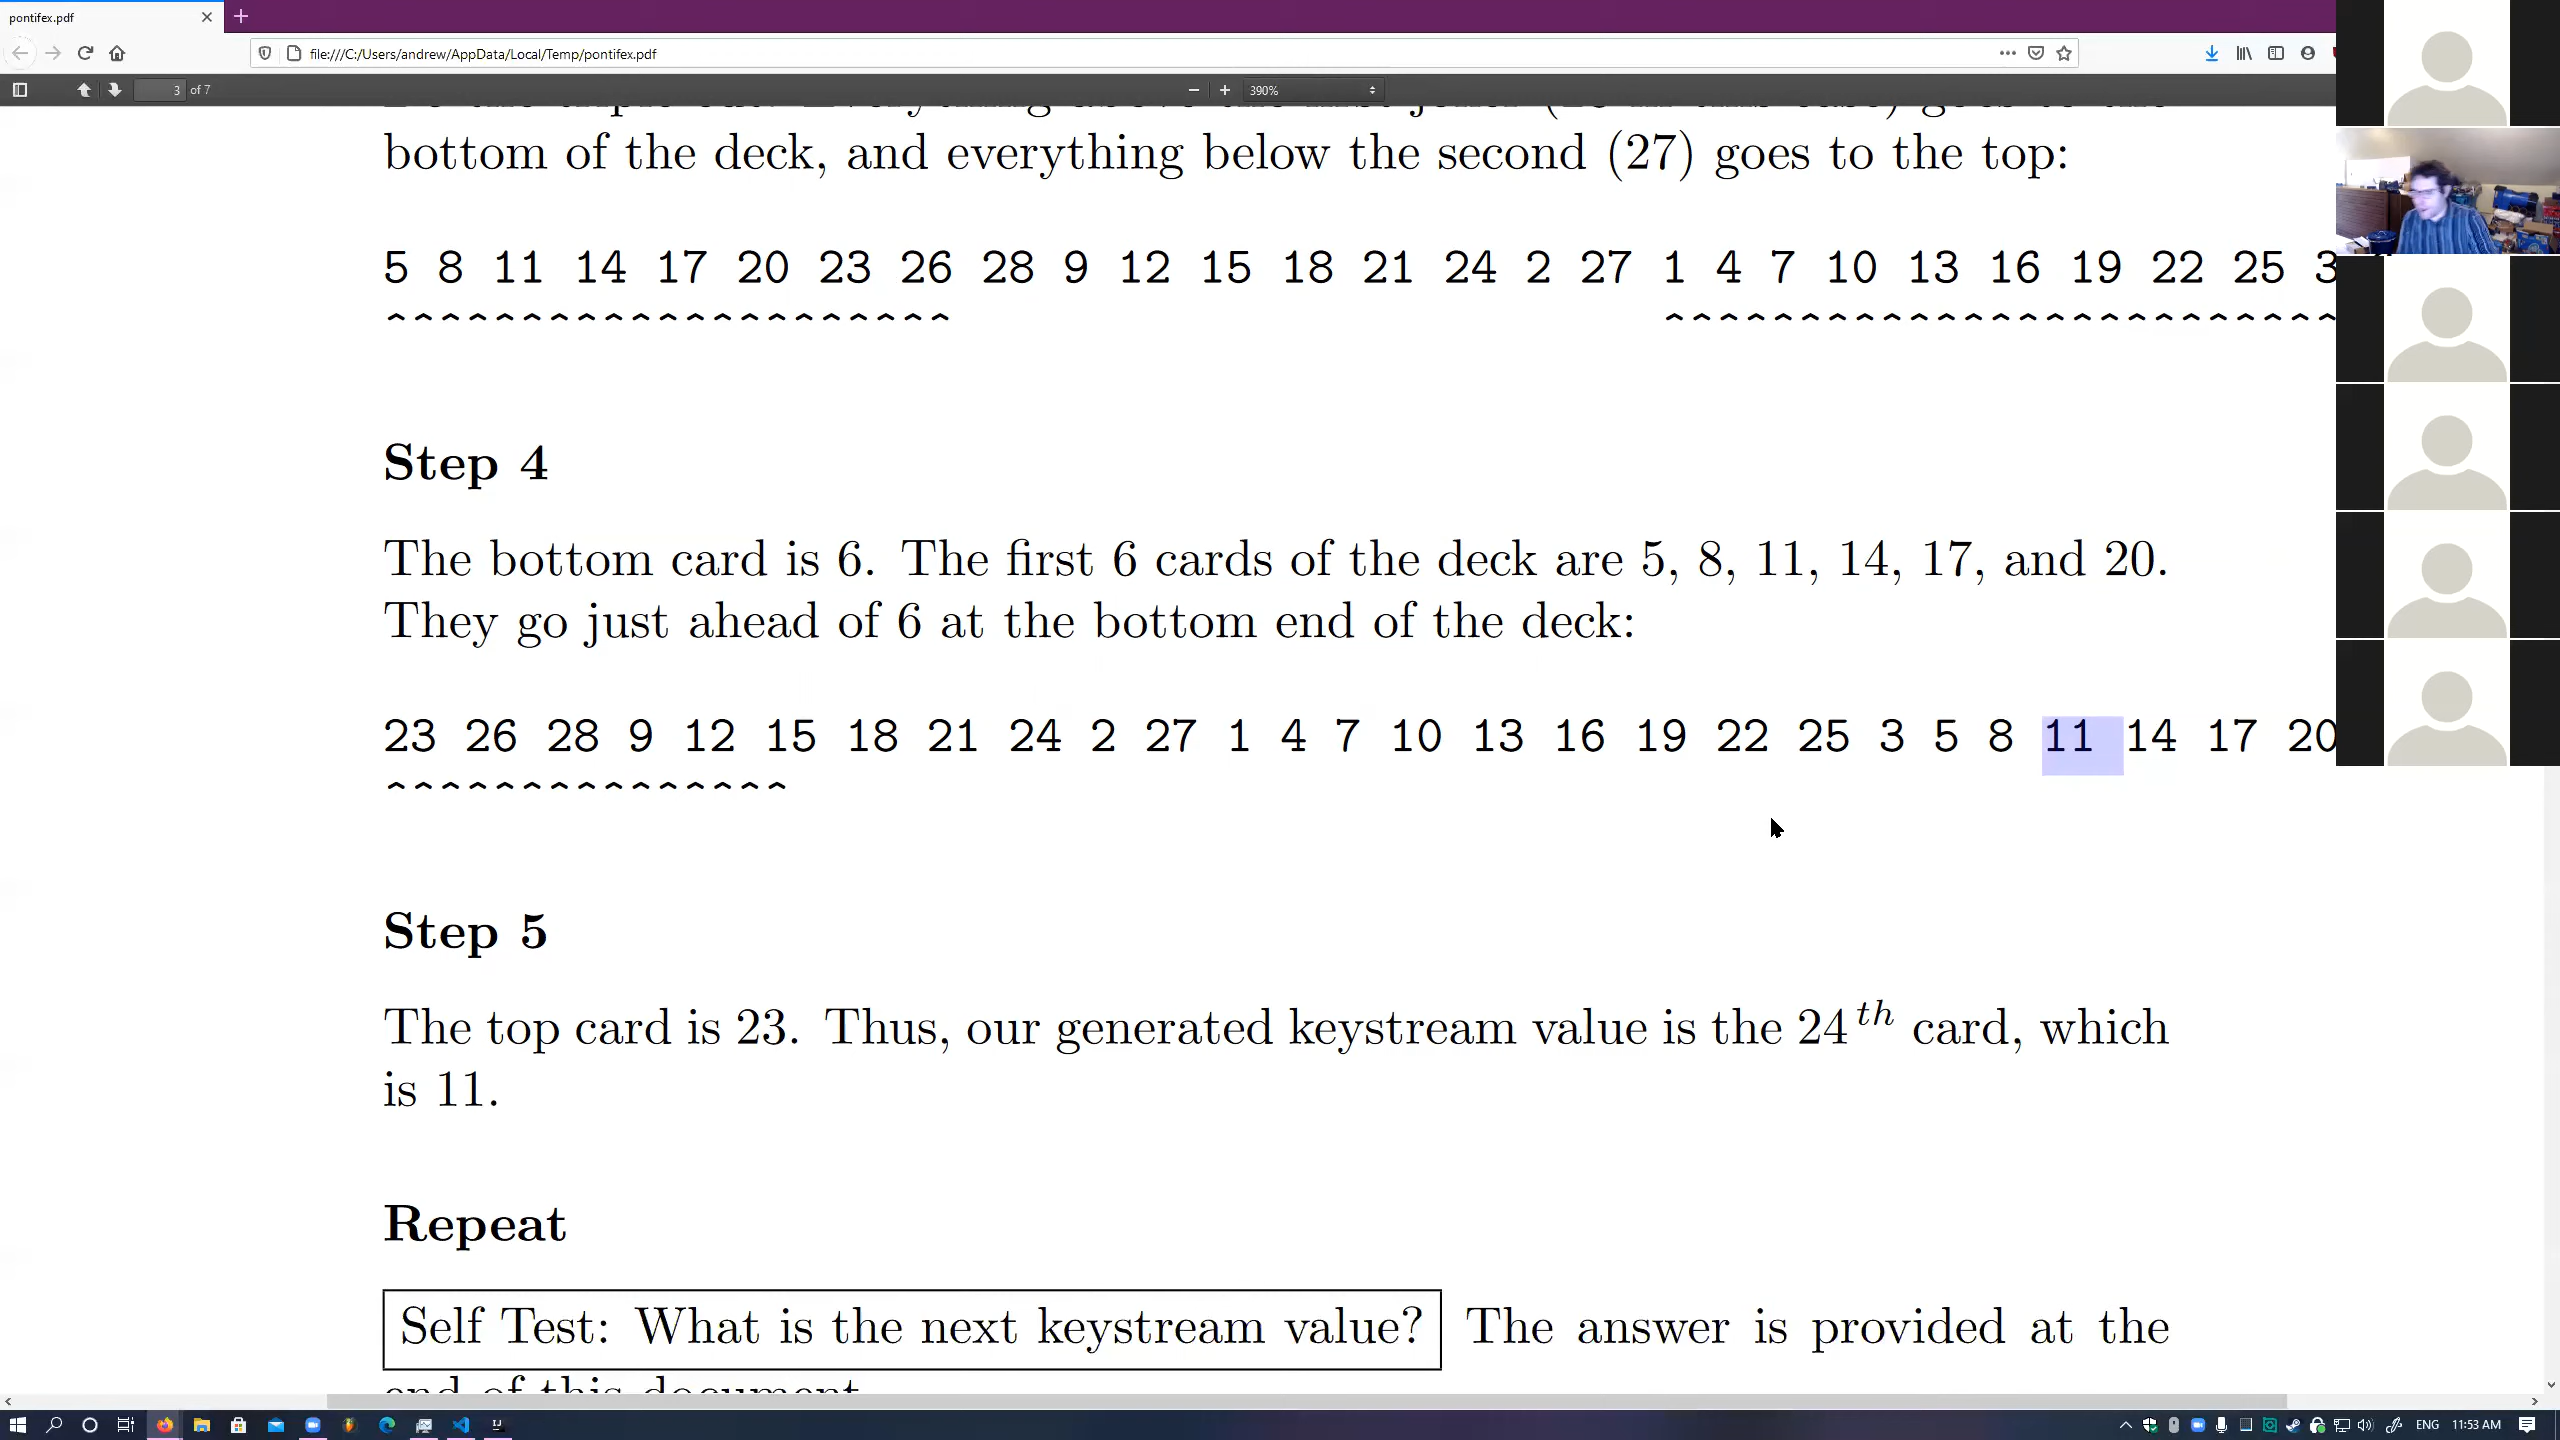 pontifex.pdf
file:///C:/Users/andrew/AppData/Local/Temp/pontifex.pdf
3 of 7
390%
bottom of the deck, and everything below the second (27) goes to the top:
5 8 11 14 17 20 23 26 28 9 12 15 18 21 24 2 27 1 4 7 10 13 16 19 22 25 3
^^^^^^^^^^^^^^^^^^^^^ ^^^^^^^^^^^^^^^^^^^^^^^^^
Step 4
The bottom card is 6. The first 6 cards of the deck are 5, 8, 11, 14, 17, and 20.
They go just ahead of 6 at the bottom end of the deck:
23 26 28 9 12 15 18 21 24 2 27 1 4 7 10 13 16 19 22 25 3 5 8 11 14 17 20
^^^^^^^^^^^^^^^
Step 5
The top card is 23. Thus, our generated keystream value is the 24th card, which
is 11.
Repeat
Self Test: What is the next keystream value? The answer is provided at the
end of this document
ENG 11:53 AM